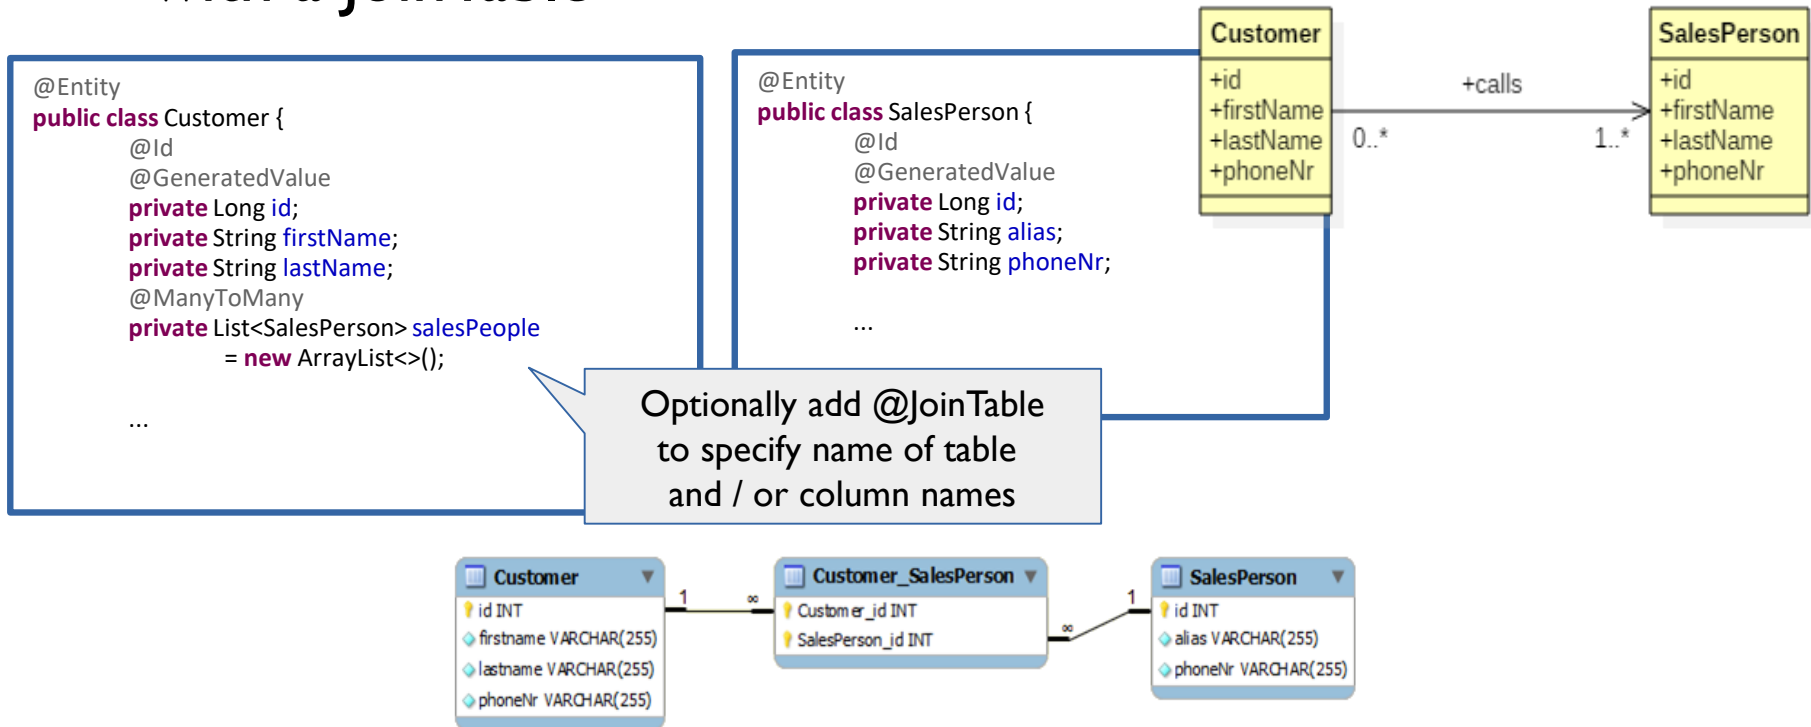 @Entity
public class Customer {
@Id
@GeneratedValue
private Long id;
private String firstName;
private String lastName;
@ManyToMany
private List<SalesPerson> salesPeople
= new ArrayList<>();
...
@Entity
public class SalesPerson {
@Id
@GeneratedValue
private Long id;
private String alias;
private String phoneNr;
...
Customer
+id
+firstName
+lastName
+phoneNr
+calls
0..*
1..*
SalesPerson
+id
+firstName
+lastName
+phoneNr
Optionally add @JoinTable
to specify name of table
and / or column names
Customer
id INT
firstname VARCHAR(255)
lastname VARCHAR(255)
phoneNr VARCHAR(255)
1
∞
Customer_SalesPerson
Customer_id INT
SalesPerson_id INT
∞
1
SalesPerson
id INT
alias VARCHAR(255)
phoneNr VARCHAR(255)